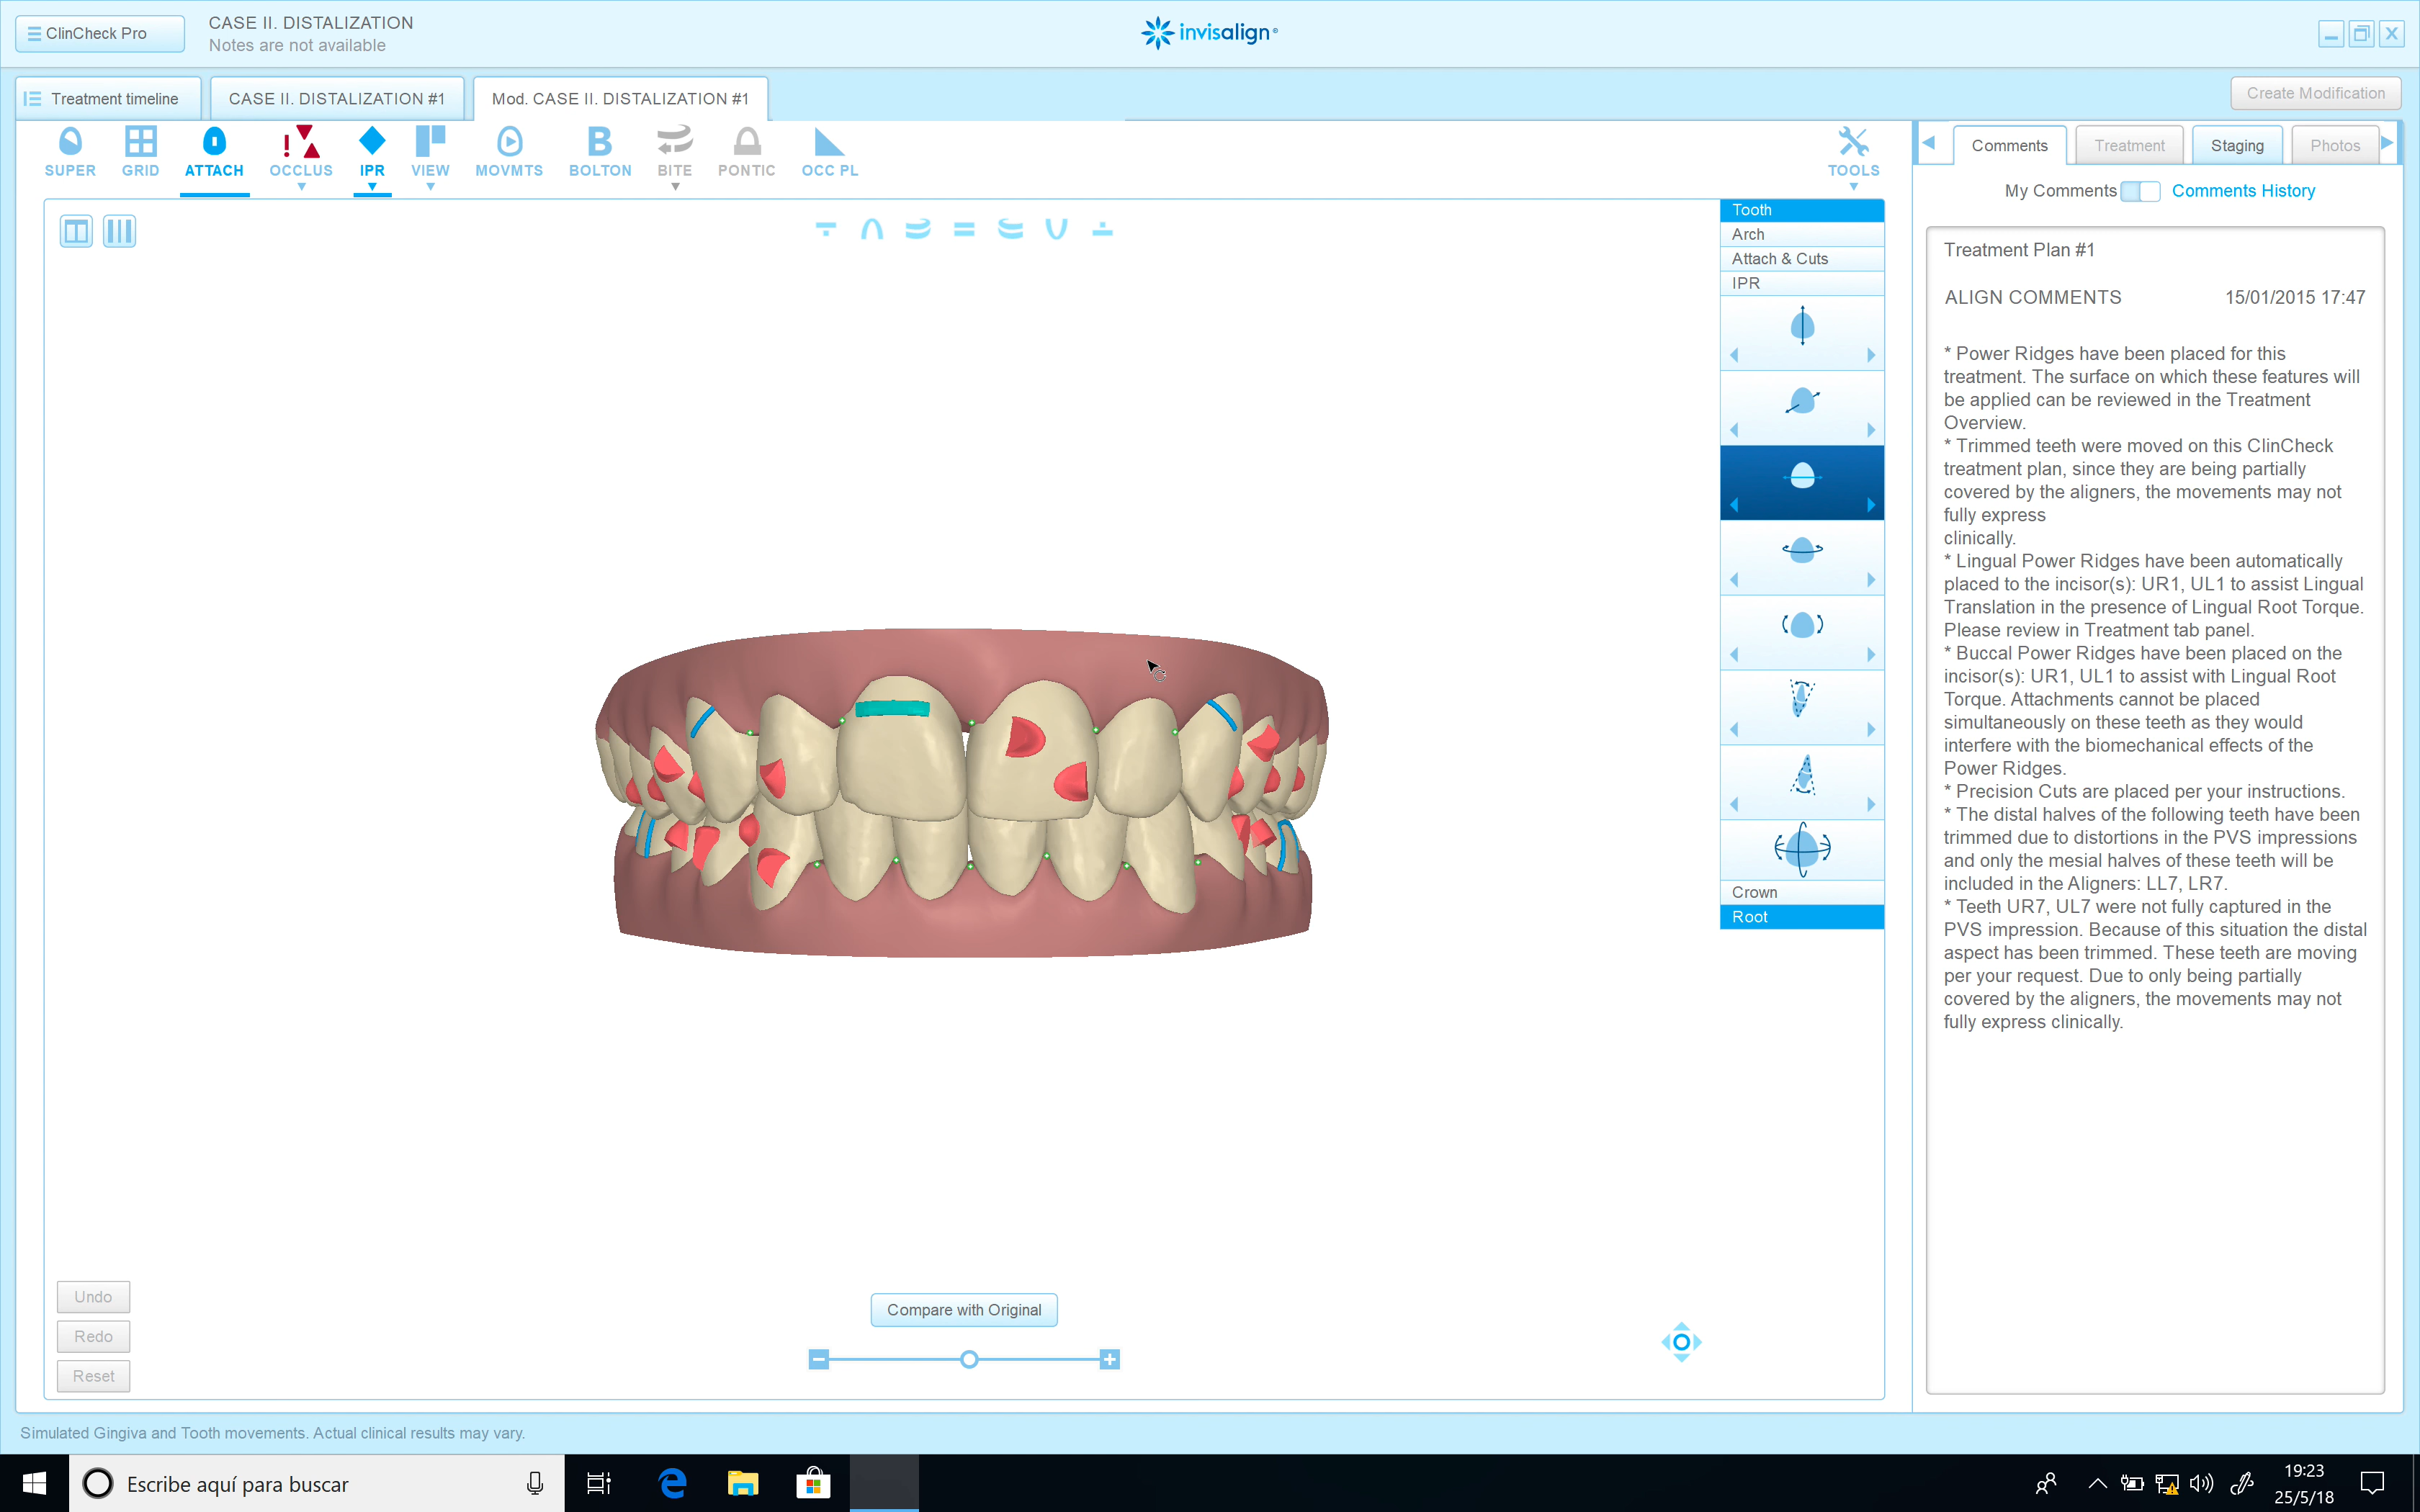 ClinCheck Pro
CASE II. DISTALIZATION
Notes are not available
invisalign®
Treatment timeline
CASE II. DISTALIZATION #1
Mod. CASE II. DISTALIZATION #1
Create Modification
SUPER
GRID
ATTACH
OCCLUS
IPR
VIEW
MOVMTS
B
BOLTON
BITE
PONTIC
OCC PL
TOOLS
Comments
Treatment
Staging
Photos
My Comments
Comments History
Tooth
Arch
Attach & Cuts
IPR
Crown
Root
Treatment Plan #1
ALIGN COMMENTS 15/01/2015 17:47
* Power Ridges have been placed for this
treatment. The surface on which these features will
be applied can be reviewed in the Treatment
Overview.
* Trimmed teeth were moved on this ClinCheck
treatment plan, since they are being partially
covered by the aligners, the movements may not
fully express
clinically.
* Lingual Power Ridges have been automatically
placed to the incisor(s): UR1, UL1 to assist Lingual
Translation in the presence of Lingual Root Torque.
Please review in Treatment tab panel.
* Buccal Power Ridges have been placed on the
incisor(s): UR1, UL1 to assist with Lingual Root
Torque. Attachments cannot be placed
simultaneously on these teeth as they would
interfere with the biomechanical effects of the
Power Ridges.
* Precision Cuts are placed per your instructions.
* The distal halves of the following teeth have been
trimmed due to distortions in the PVS impressions
and only the mesial halves of these teeth will be
included in the Aligners: LL7, LR7.
* Teeth UR7, UL7 were not fully captured in the
PVS impression. Because of this situation the distal
aspect has been trimmed. These teeth are moving
per your request. Due to only being partially
covered by the aligners, the movements may not
fully express clinically.
Undo
Redo
Reset
Compare with Original
Simulated Gingiva and Tooth movements. Actual clinical results may vary.
Escribe aquí para buscar
19:23
25/5/18